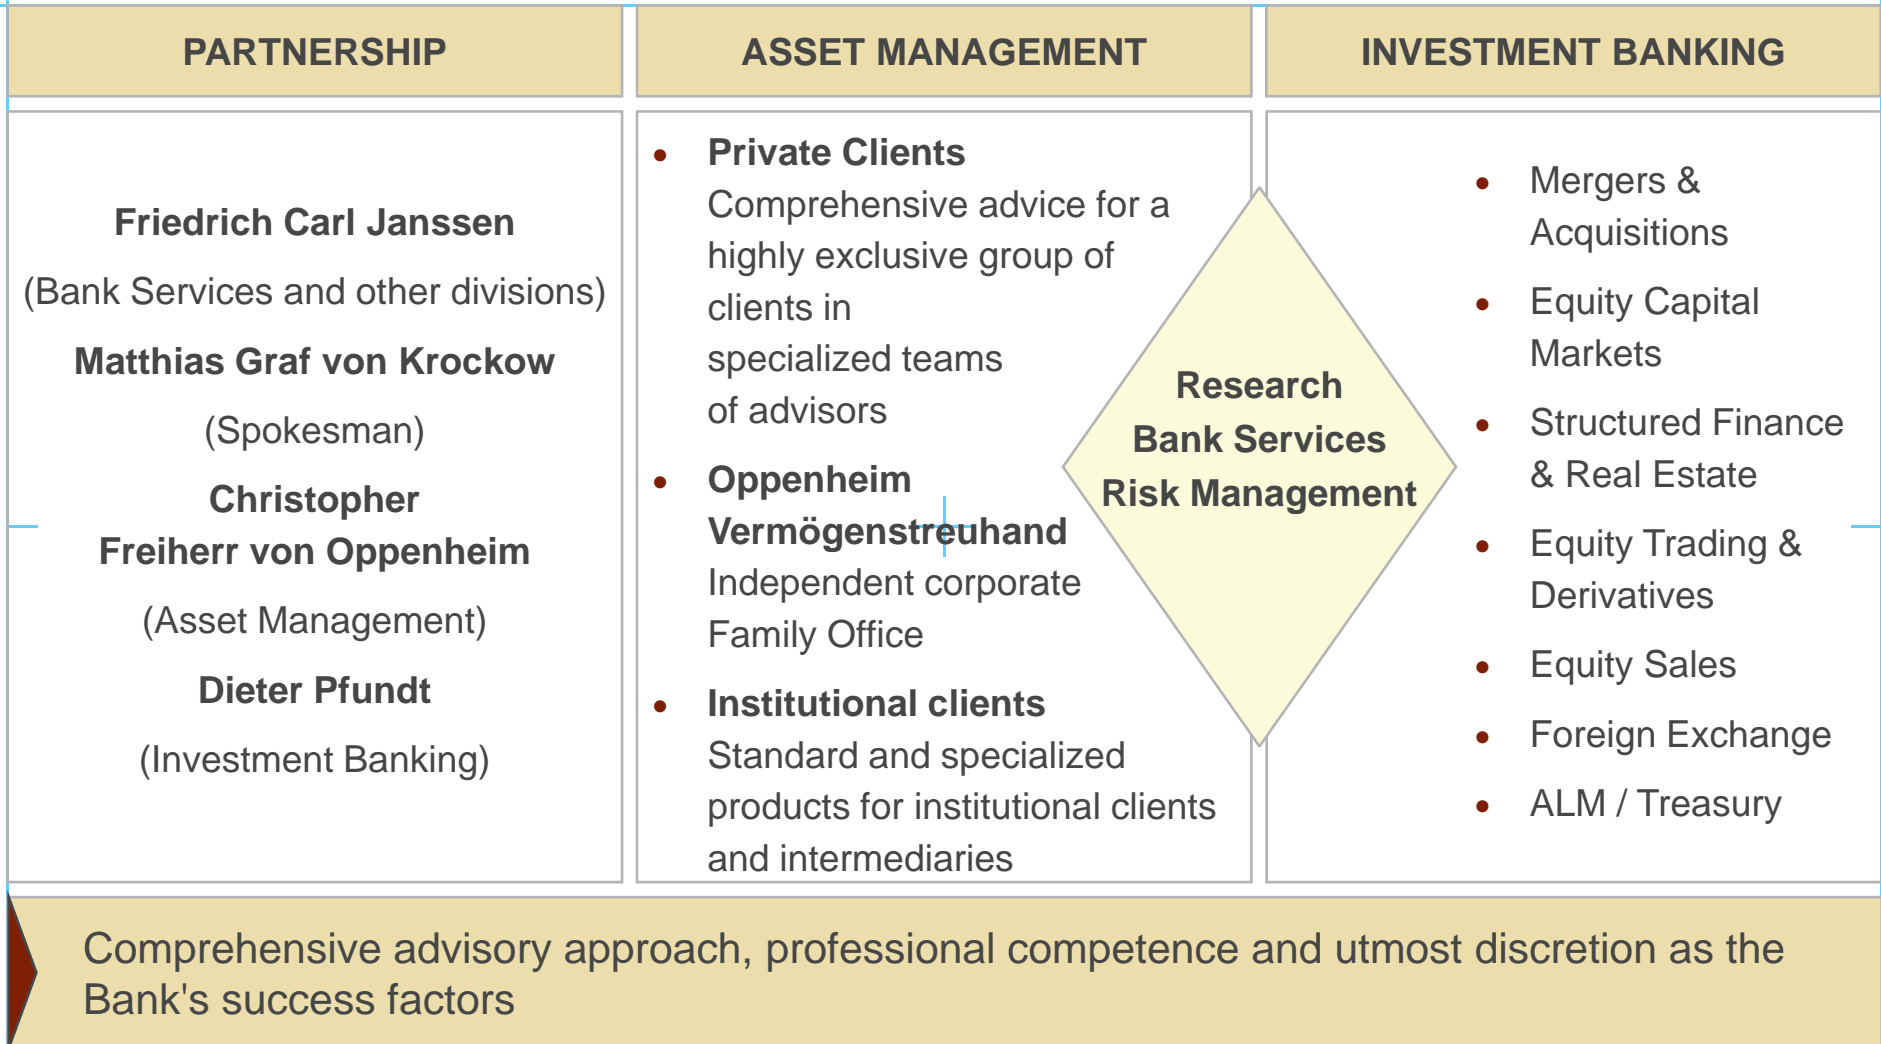 PARTNERSHIP
ASSET MANAGEMENT
INVESTMENT BANKING
Friedrich Carl Janssen
(Bank Services and other divisions)
Matthias Graf von Krockow
(Spokesman)
Christopher
Freiherr von Oppenheim
(Asset Management)
Dieter Pfundt
(Investment Banking)
• Private Clients
Comprehensive advice for a
highly exclusive group of
clients in
specialized teams
of advisors
• Oppenheim
Vermögenstreuhand
Independent corporate
Family Office
• Institutional clients
Standard and specialized
products for institutional clients
and intermediaries
Research
Bank Services
Risk Management
• Mergers &
Acquisitions
• Equity Capital
Markets
• Structured Finance
& Real Estate
• Equity Trading &
Derivatives
• Equity Sales
• Foreign Exchange
• ALM / Treasury
Comprehensive advisory approach, professional competence and utmost discretion as the
Bank's success factors